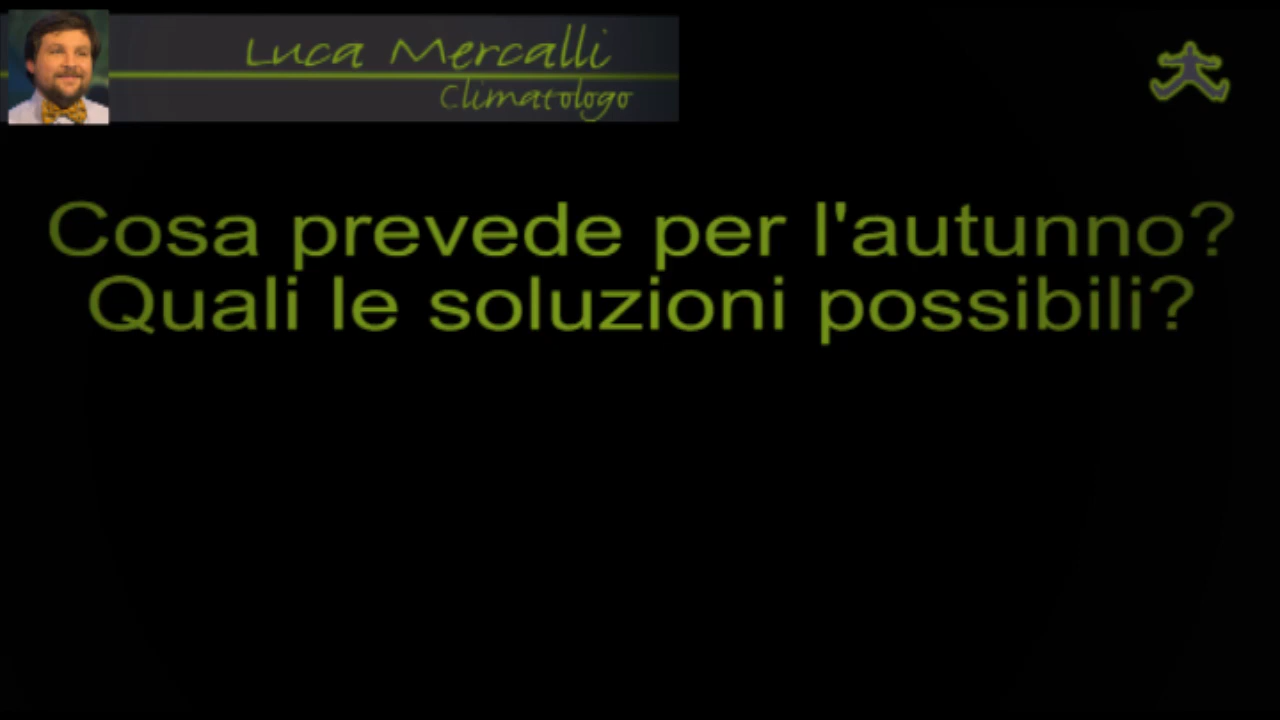 Luca Mercalli
Climatologo
Cosa prevede per l'autunno?
Quali le soluzioni possibili?